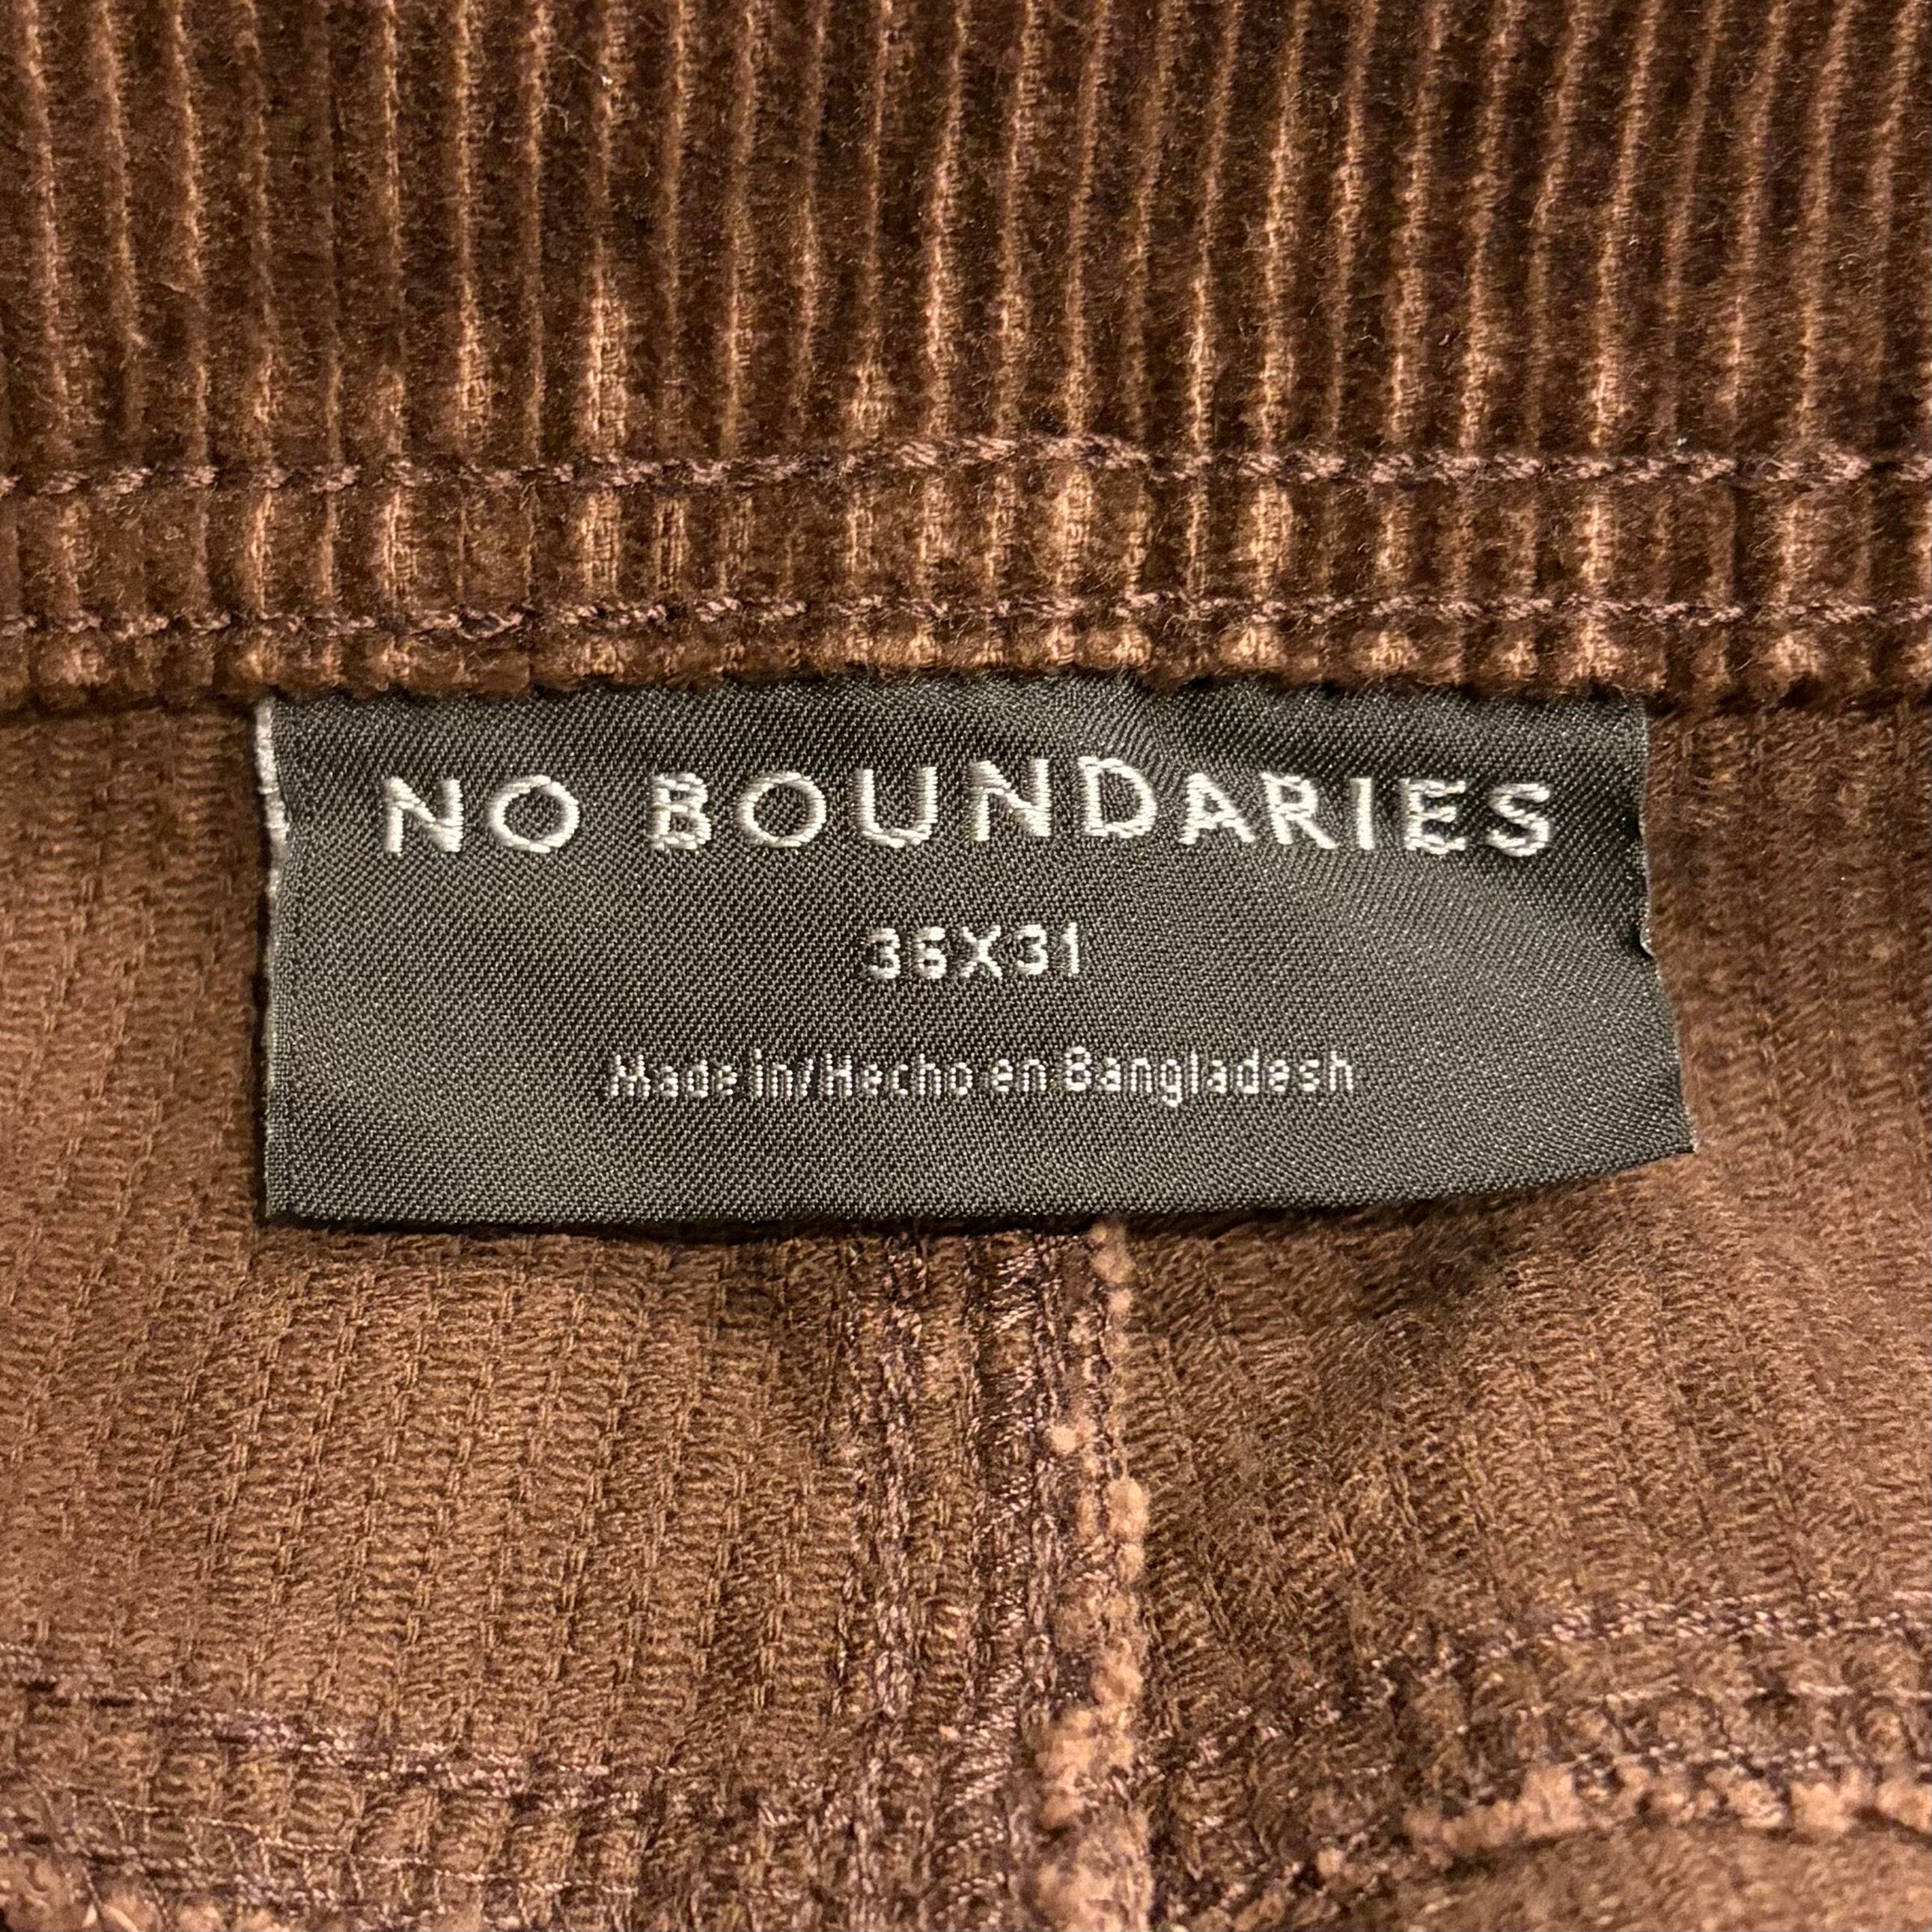 NO BOUNDARIES
36X31
Made in/Hecho en Bangladesh